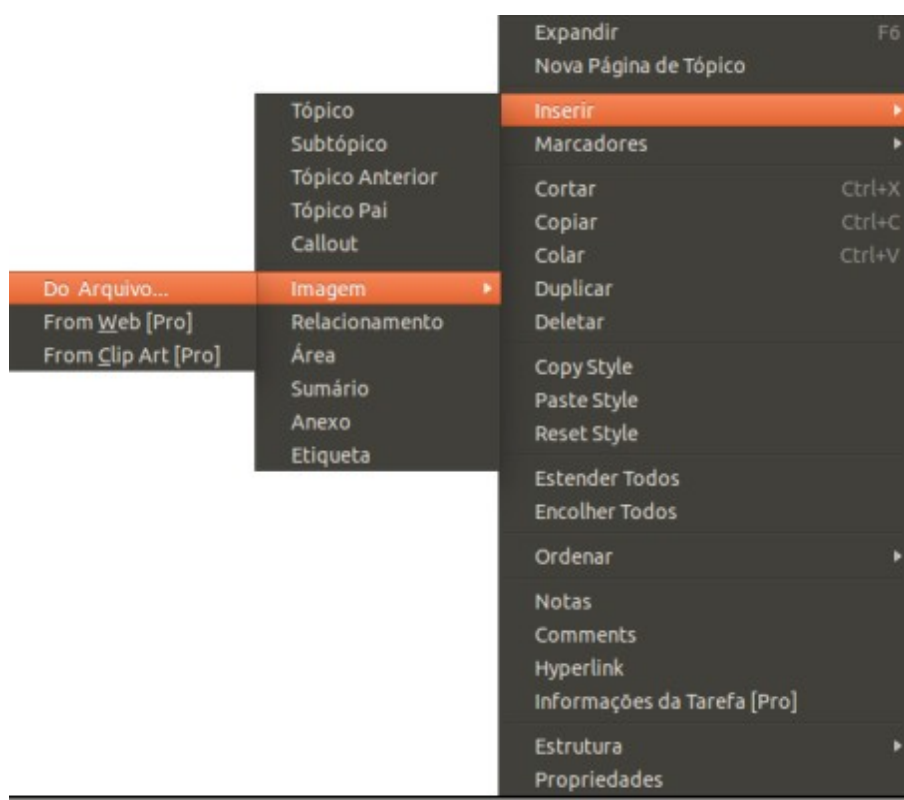 Expandir F6
Nova Página de Tópico
Inserir
Marcadores
Cortar Ctrl+X
Copiar Ctrl+C
Colar Ctrl+V
Duplicar
Deletar
Copy Style
Paste Style
Reset Style
Estender Todos
Encolher Todos
Ordenar
Notas
Comments
Hyperlink
Informações da Tarefa [Pro]
Estrutura
Propriedades
Tópico
Subtópico
Tópico Anterior
Tópico Pai
Callout
Imagem
Relacionamento
Área
Sumário
Anexo
Etiqueta
Do Arquivo...
From Web [Pro]
From Clip Art [Pro]